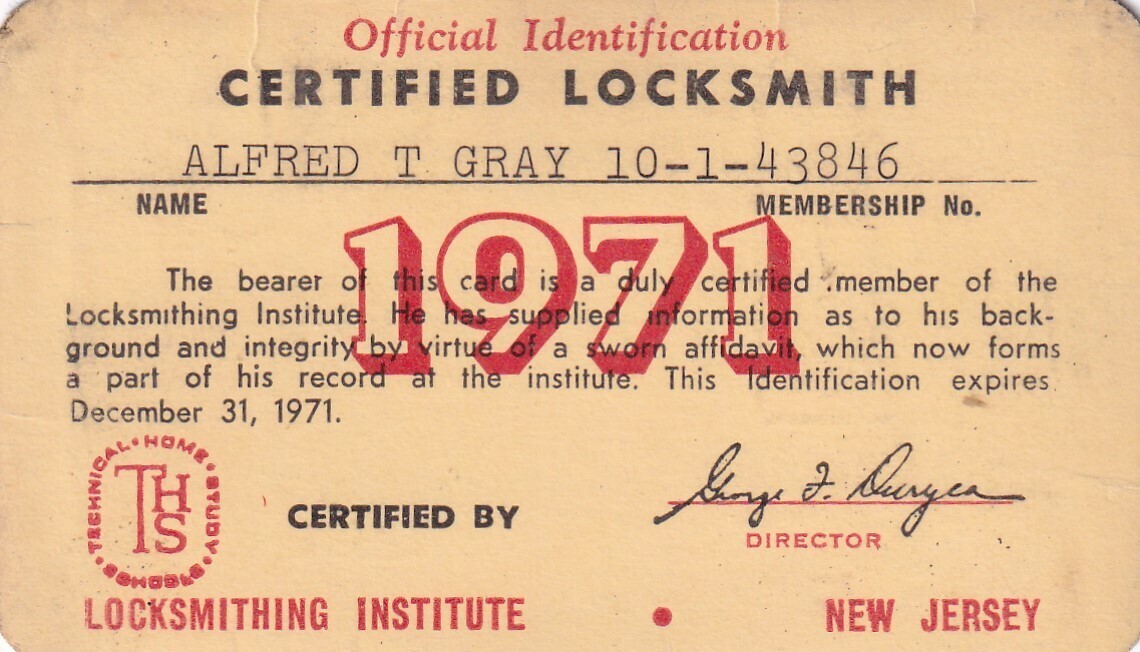 Official Identification
CERTIFIED LOCKSMITH
ALFRED T GRAY 10-1-43846
NAME MEMBERSHIP No.
1971
The bearer of this card is a duly certified member of the
Locksmithing Institute. He has supplied information as to his back-
ground and integrity by virtue of a sworn affidavit, which now forms
a part of his record at the institute. This Identification expires
December 31, 1971.
TECHNICAL • HOME • STUDY • SCHOOLS •
THS
CERTIFIED BY
George F. Duryea
DIRECTOR
LOCKSMITHING INSTITUTE • NEW JERSEY